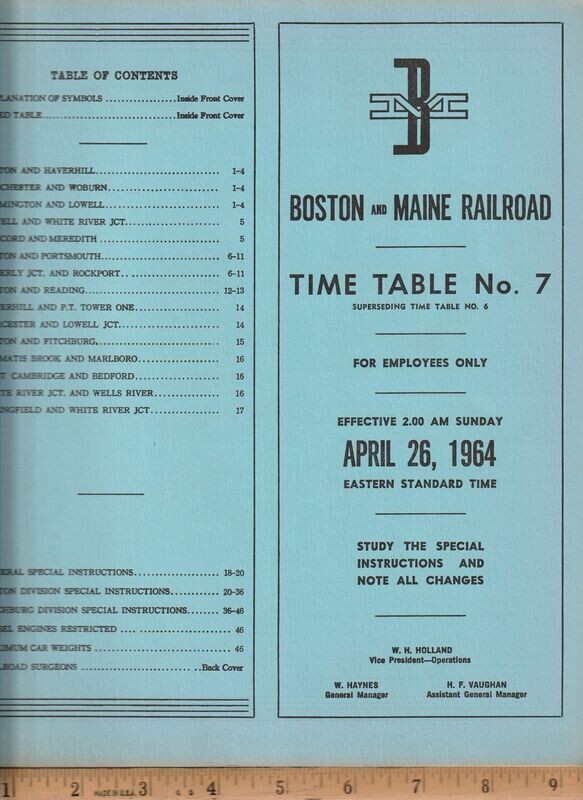 TABLE OF CONTENTS
LANATION OF SYMBOLS ................... Inside Front Cover
ED TABLE.................................... Inside Front Cover
TON AND HAVERHILL................................ 1-4
CHESTER AND WOBURN............................ 1-4
MINGTON AND LOWELL............................ 1-4
ELL AND WHITE RIVER JCT........................ 5
CORD AND MEREDITH .............................. 5
TON AND PORTSMOUTH............................. 6-11
ERLY JCT. AND ROCKPORT........................ 6-11
TON AND READING................................... 12-13
ERHILL AND P.T. TOWER ONE.................... 14
CESTER AND LOWELL JCT........................ 14
TON AND FITCHBURG................................ 15
MATIS BROOK AND MARLBORO................... 16
T CAMBRIDGE AND BEDFORD..................... 16
TE RIVER JCT. AND WELLS RIVER............... 16
NGFIELD AND WHITE RIVER JCT................. 17
ERAL SPECIAL INSTRUCTIONS................... 18-20
TON DIVISION SPECIAL INSTRUCTIONS........... 20-36
HBURG DIVISION SPECIAL INSTRUCTIONS....... 36-46
SEL ENGINES RESTRICTED .... .................. 46
IMUM CAR WEIGHTS ............................. 46
LROAD SURGEONS ........................... Back Cover
BM
BOSTON AND MAINE RAILROAD
TIME TABLE No. 7
SUPERSEDING TIME TABLE NO. 6
FOR EMPLOYEES ONLY
EFFECTIVE 2.00 AM SUNDAY
APRIL 26, 1964
EASTERN STANDARD TIME
STUDY THE SPECIAL
INSTRUCTIONS AND
NOTE ALL CHANGES
W. H. HOLLAND
Vice President—Operations
W. HAYNES
General Manager
H. F. VAUGHAN
Assistant General Manager
1 2 MADE IN U.S.A. 3 4 5 6 7 8 9